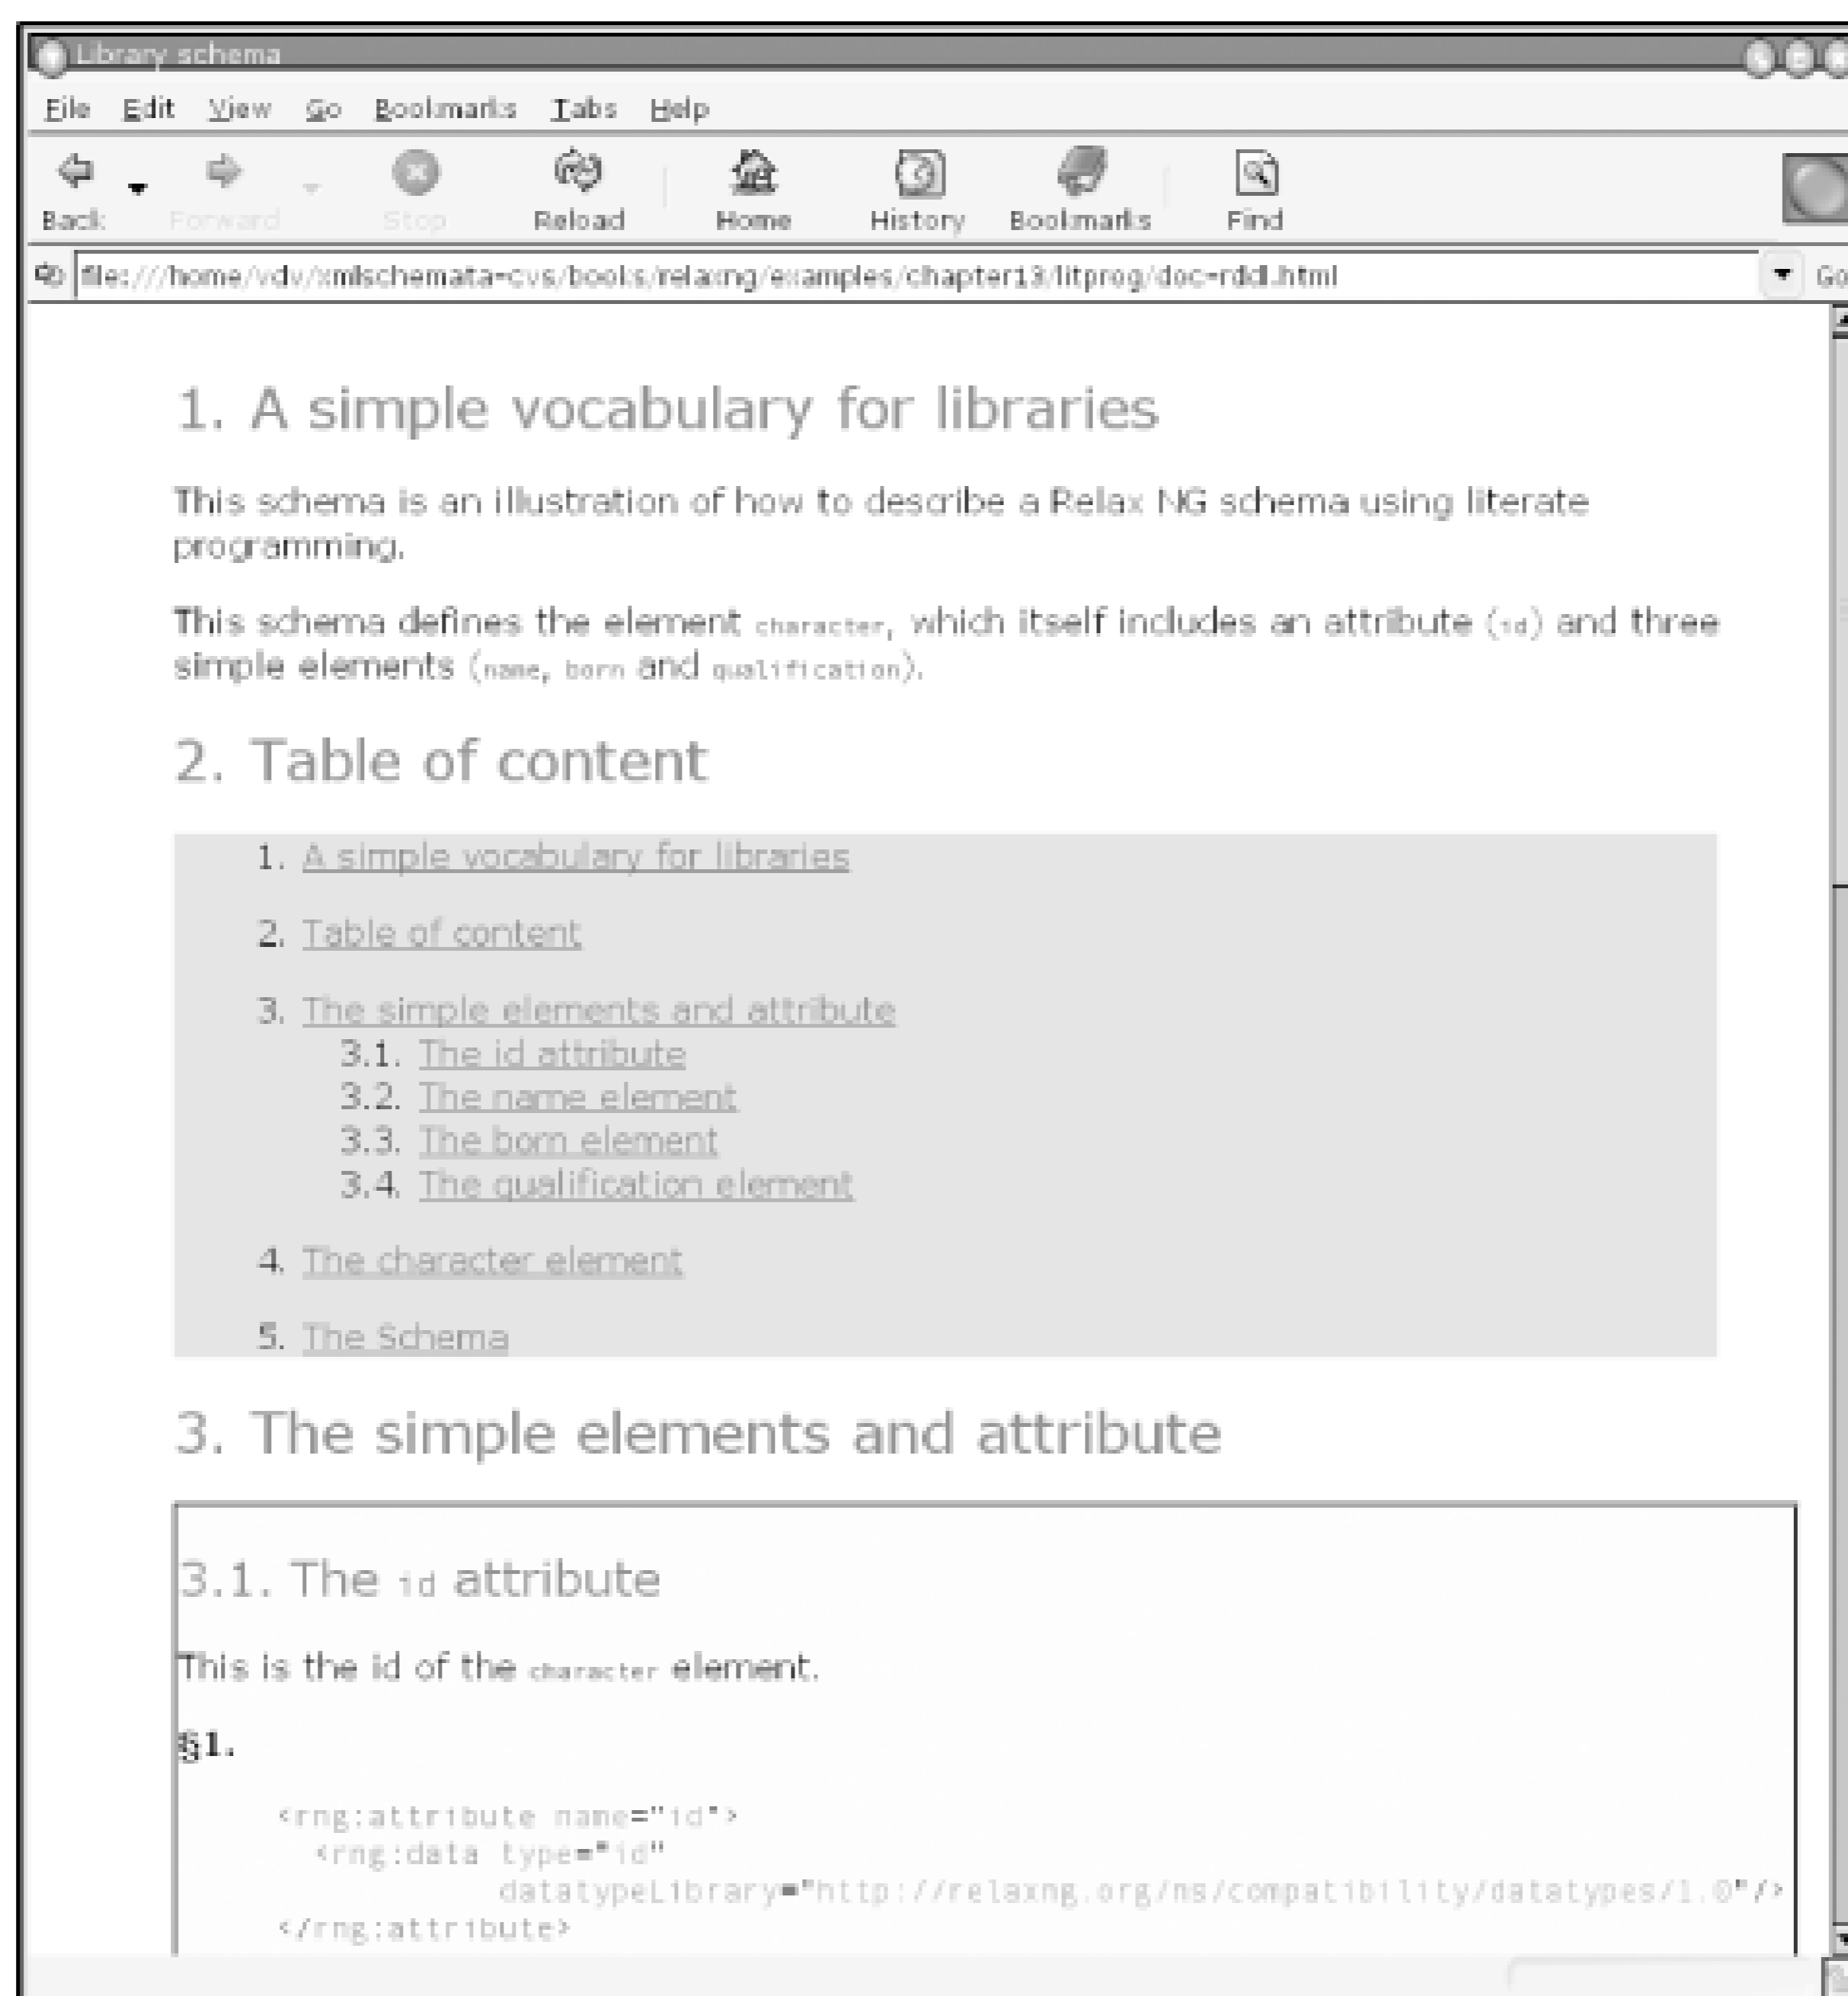 Library schema
File Edit View Go Bookmarks Tabs Help
Back Forward Stop Reload Home History Bookmarks Find
file:///home/vdv/xmlschemata-cvs/books/relaxng/examples/chapter13/litprog/doc-rddl.html Go
1. A simple vocabulary for libraries
This schema is an illustration of how to describe a Relax NG schema using literate
programming.
This schema defines the element character, which itself includes an attribute (id) and three
simple elements (name, born and qualification).
2. Table of content
1. A simple vocabulary for libraries
2. Table of content
3. The simple elements and attribute
3.1. The id attribute
3.2. The name element
3.3. The born element
3.4. The qualification element
4. The character element
5. The Schema
3. The simple elements and attribute
3.1. The id attribute
This is the id of the character element.
§1.
<rng:attribute name="id">
<rng:data type="id"
datatypeLibrary="http://relaxng.org/ns/compatibility/datatypes/1.0"/>
</rng:attribute>